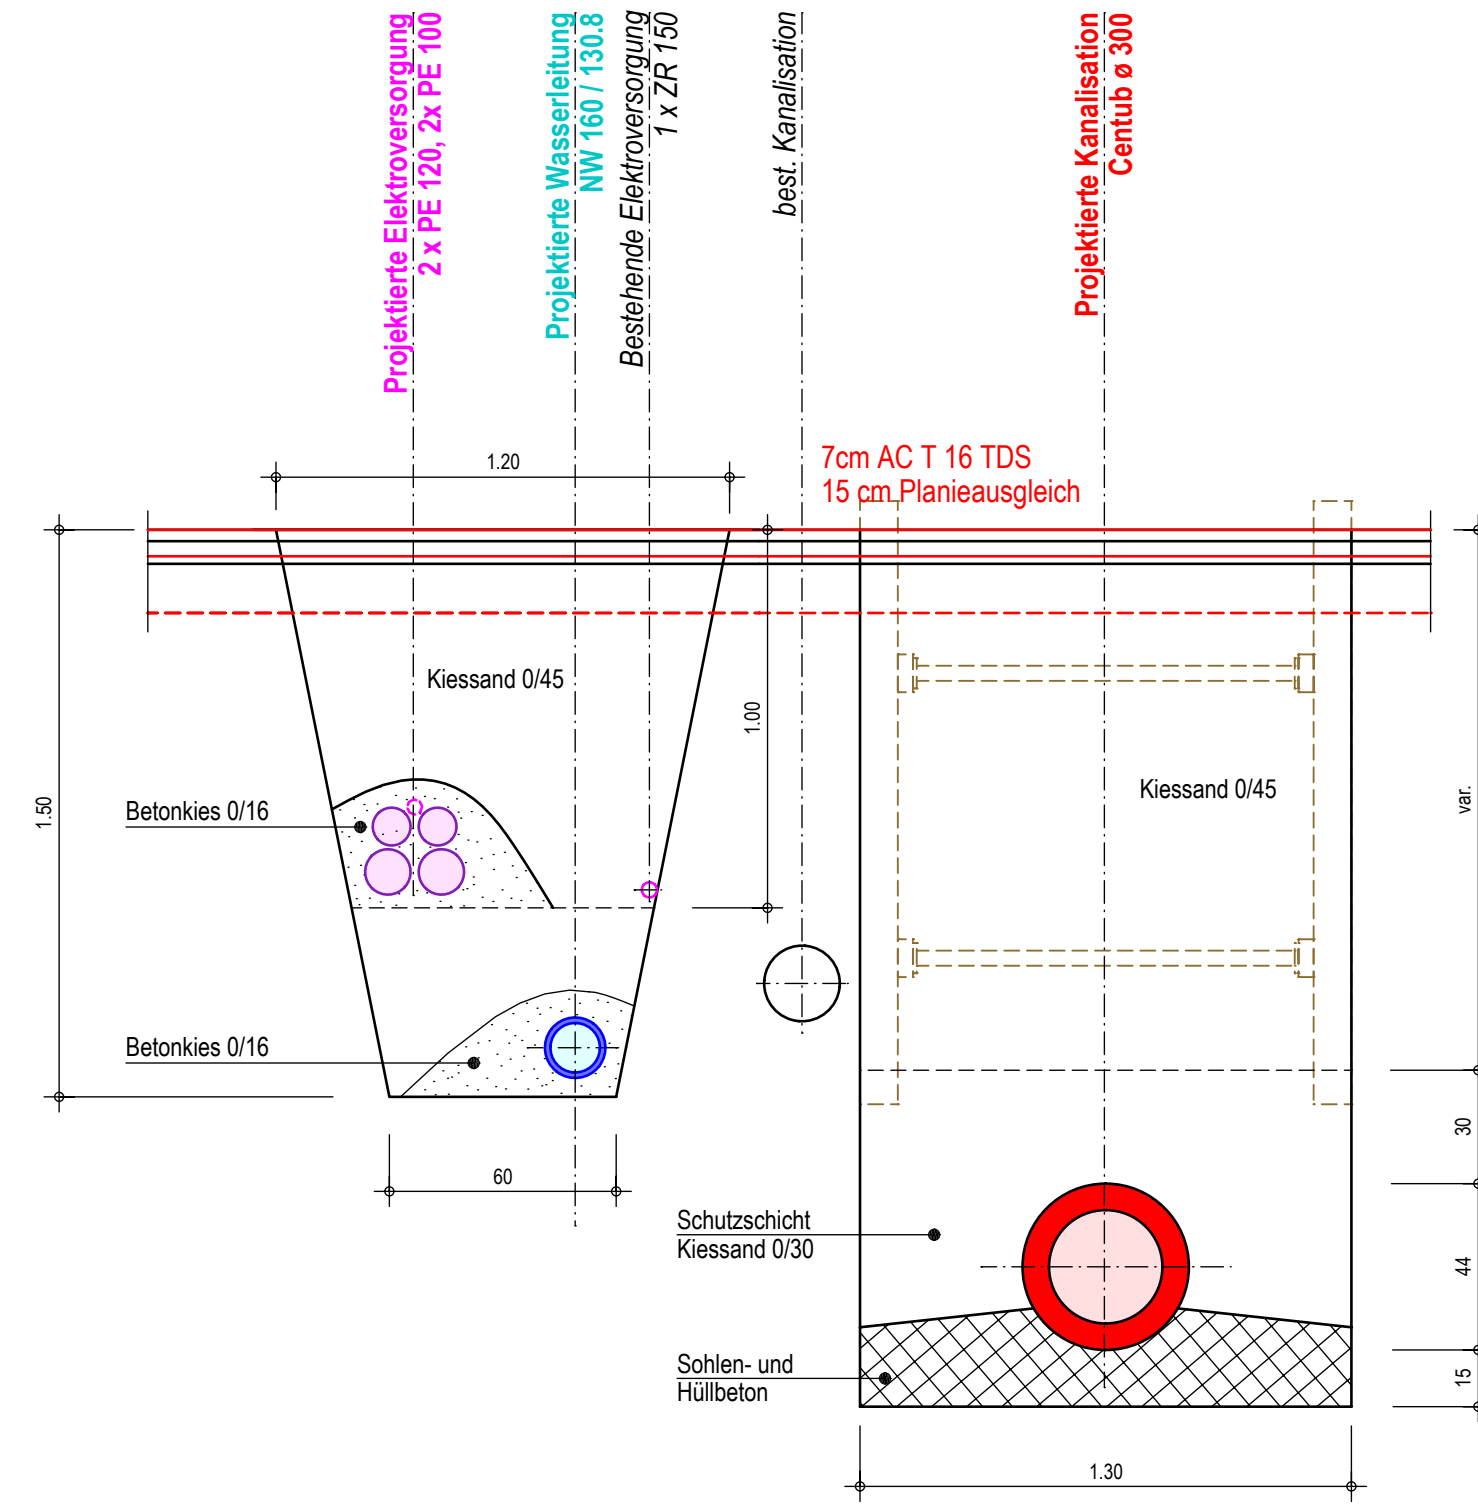 Projektierte Elektroversorgung
2 x PE 120, 2x PE 100
Projektierte Wasserleitung
NW 160 / 130.8
Bestehende Elektroversorgung
1 x ZR 150
best. Kanalisation
Projektierte Kanalisation
Centub ø 300
7cm AC T 16 TDS
15 cm Planieausgleich
1.20
Kiessand 0/45
1.00
1.50
Betonkies 0/16
Kiessand 0/45
var.
Betonkies 0/16
60
30
Schutzschicht
Kiessand 0/30
44
Sohlen- und
Hüllbeton
15
1.30